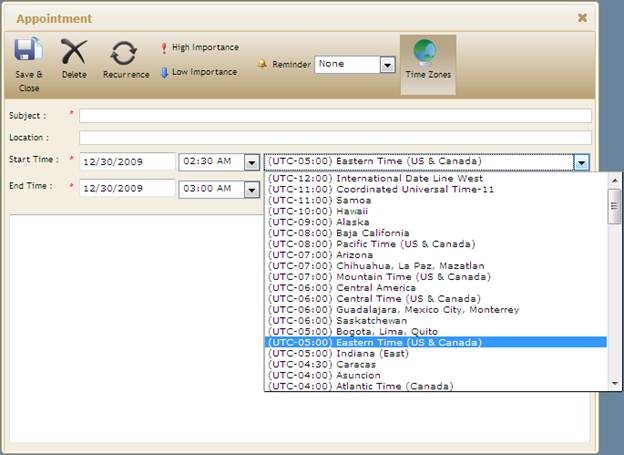 Appointment
Save & Close
Delete
Recurrence
High Importance
Low Importance
Reminder None
Time Zones
Subject : *
Location :
Start Time : * 12/30/2009 02:30 AM (UTC-05:00) Eastern Time (US & Canada)
End Time : * 12/30/2009 03:00 AM
(UTC-12:00) International Date Line West
(UTC-11:00) Coordinated Universal Time-11
(UTC-11:00) Samoa
(UTC-10:00) Hawaii
(UTC-09:00) Alaska
(UTC-08:00) Baja California
(UTC-08:00) Pacific Time (US & Canada)
(UTC-07:00) Arizona
(UTC-07:00) Chihuahua, La Paz, Mazatlan
(UTC-07:00) Mountain Time (US & Canada)
(UTC-06:00) Central America
(UTC-06:00) Central Time (US & Canada)
(UTC-06:00) Guadalajara, Mexico City, Monterrey
(UTC-06:00) Saskatchewan
(UTC-05:00) Bogota, Lima, Quito
(UTC-05:00) Eastern Time (US & Canada)
(UTC-05:00) Indiana (East)
(UTC-04:30) Caracas
(UTC-04:00) Asuncion
(UTC-04:00) Atlantic Time (Canada)